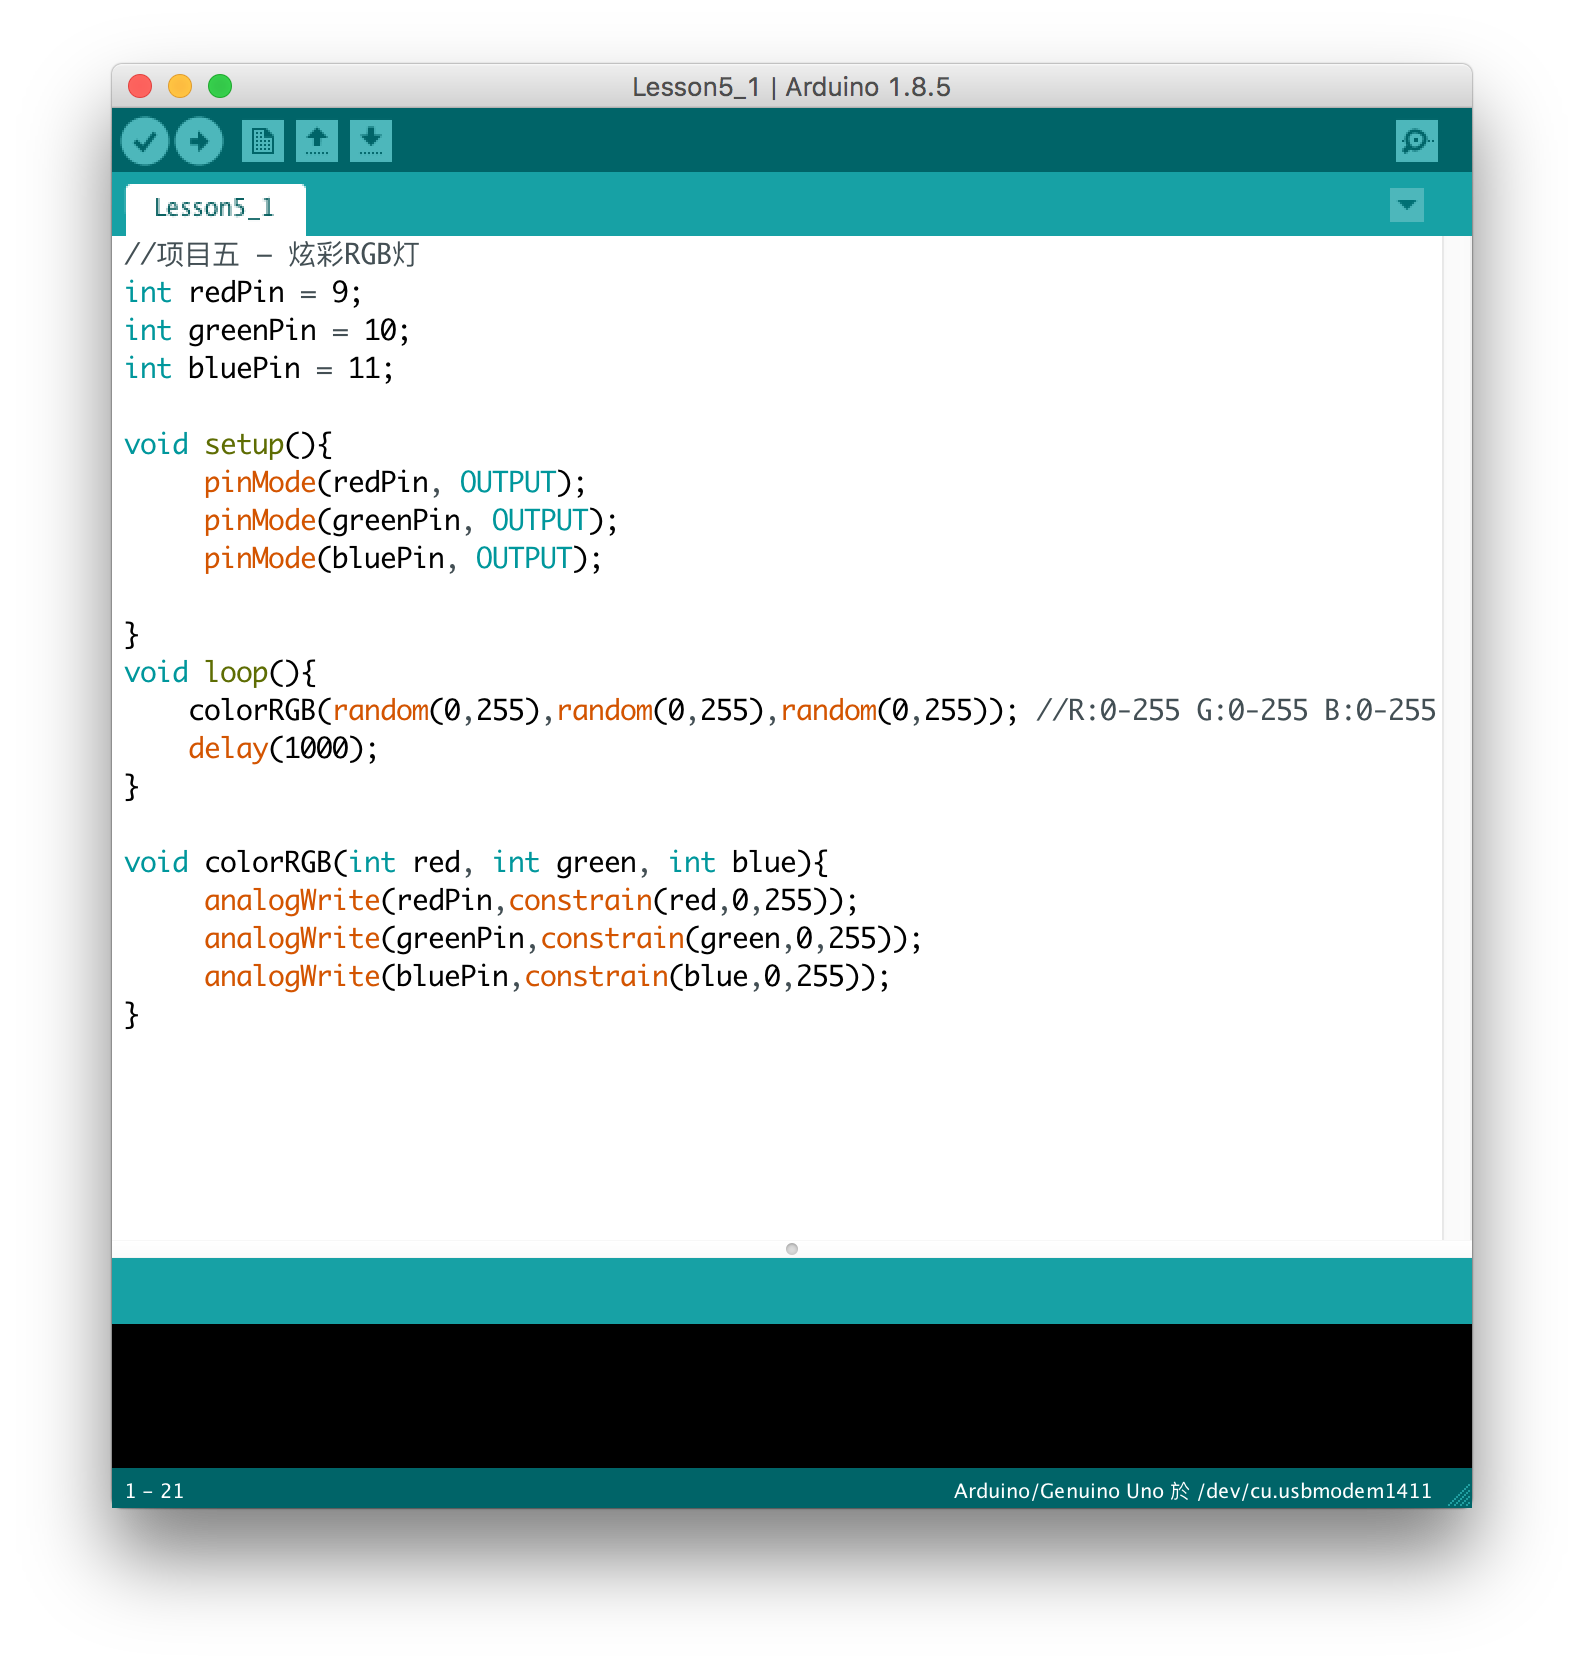 Lesson5_1 | Arduino 1.8.5
Lesson5_1
//项目五 – 炫彩RGB灯
int redPin = 9;
int greenPin = 10;
int bluePin = 11;
void setup(){
pinMode(redPin, OUTPUT);
pinMode(greenPin, OUTPUT);
pinMode(bluePin, OUTPUT);
}
void loop(){
colorRGB(random(0,255),random(0,255),random(0,255)); //R:0-255 G:0-255 B:0-255
delay(1000);
}
void colorRGB(int red, int green, int blue){
analogWrite(redPin,constrain(red,0,255));
analogWrite(greenPin,constrain(green,0,255));
analogWrite(bluePin,constrain(blue,0,255));
}
1 – 21
Arduino/Genuino Uno 於 /dev/cu.usbmodem1411